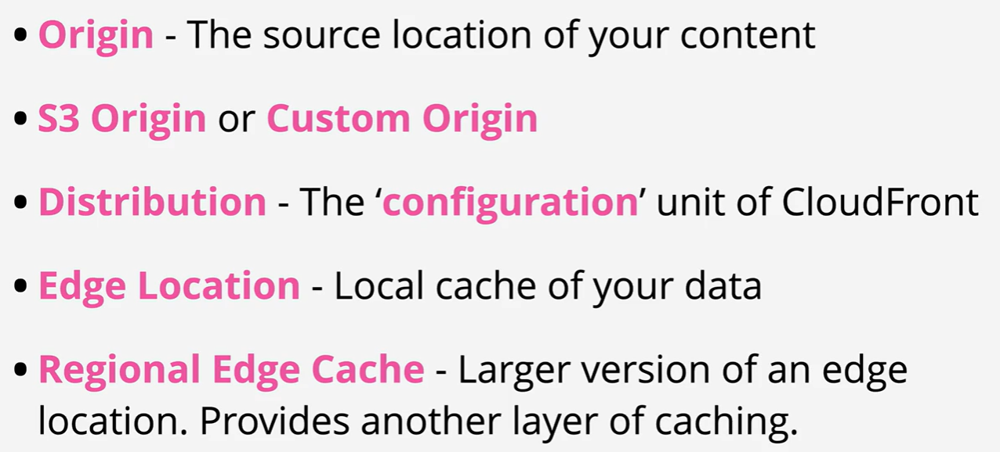 • Origin - The source location of your content
• S3 Origin or Custom Origin
• Distribution - The ‘configuration’ unit of CloudFront
• Edge Location - Local cache of your data
• Regional Edge Cache - Larger version of an edge
location. Provides another layer of caching.